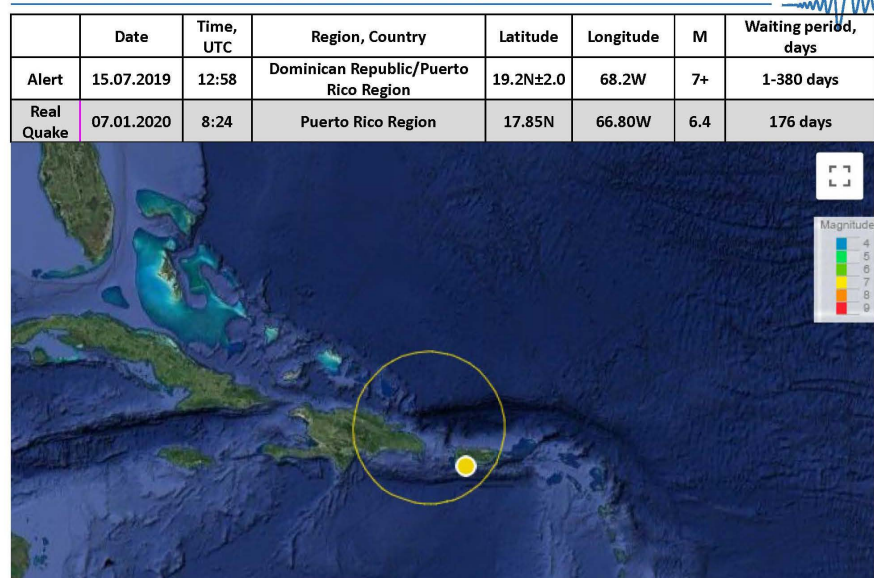 Date
Time,
UTC
Region, Country
Latitude
Longitude
M
Waiting period,
days
Alert
15.07.2019
12:58
Dominican Republic/Puerto
Rico Region
19.2N±2.0
68.2W
7+
1-380 days
Real
Quake
07.01.2020
8:24
Puerto Rico Region
17.85N
66.80W
6.4
176 days
Magnitude
4
5
6
7
8
9